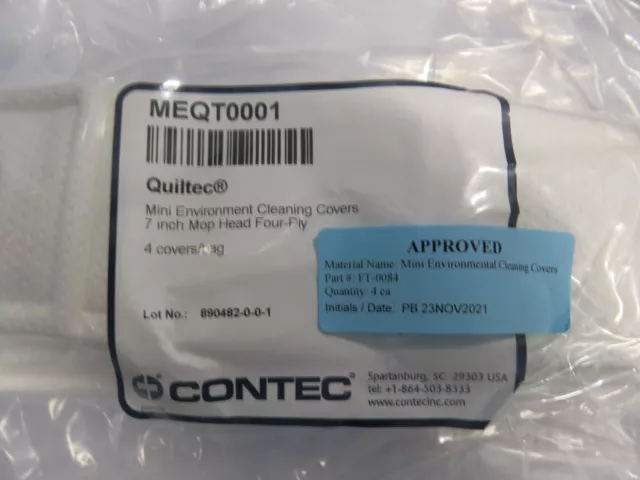 MEQT0001
Quiltec®
Mini Environment Cleaning Covers
7 inch Mop Head Four-Ply
4 covers/bag
Lot No.: 890482-0-0-1
APPROVED
Material Name: Mini Environmental Cleaning Covers
Part #: FT-0084
Quantity: 4 ea
Initials / Date: PB 23NOV2021
CONTEC®
Spartanburg, SC 29303 USA
tel: +1-864-503-8333
www.contecinc.com